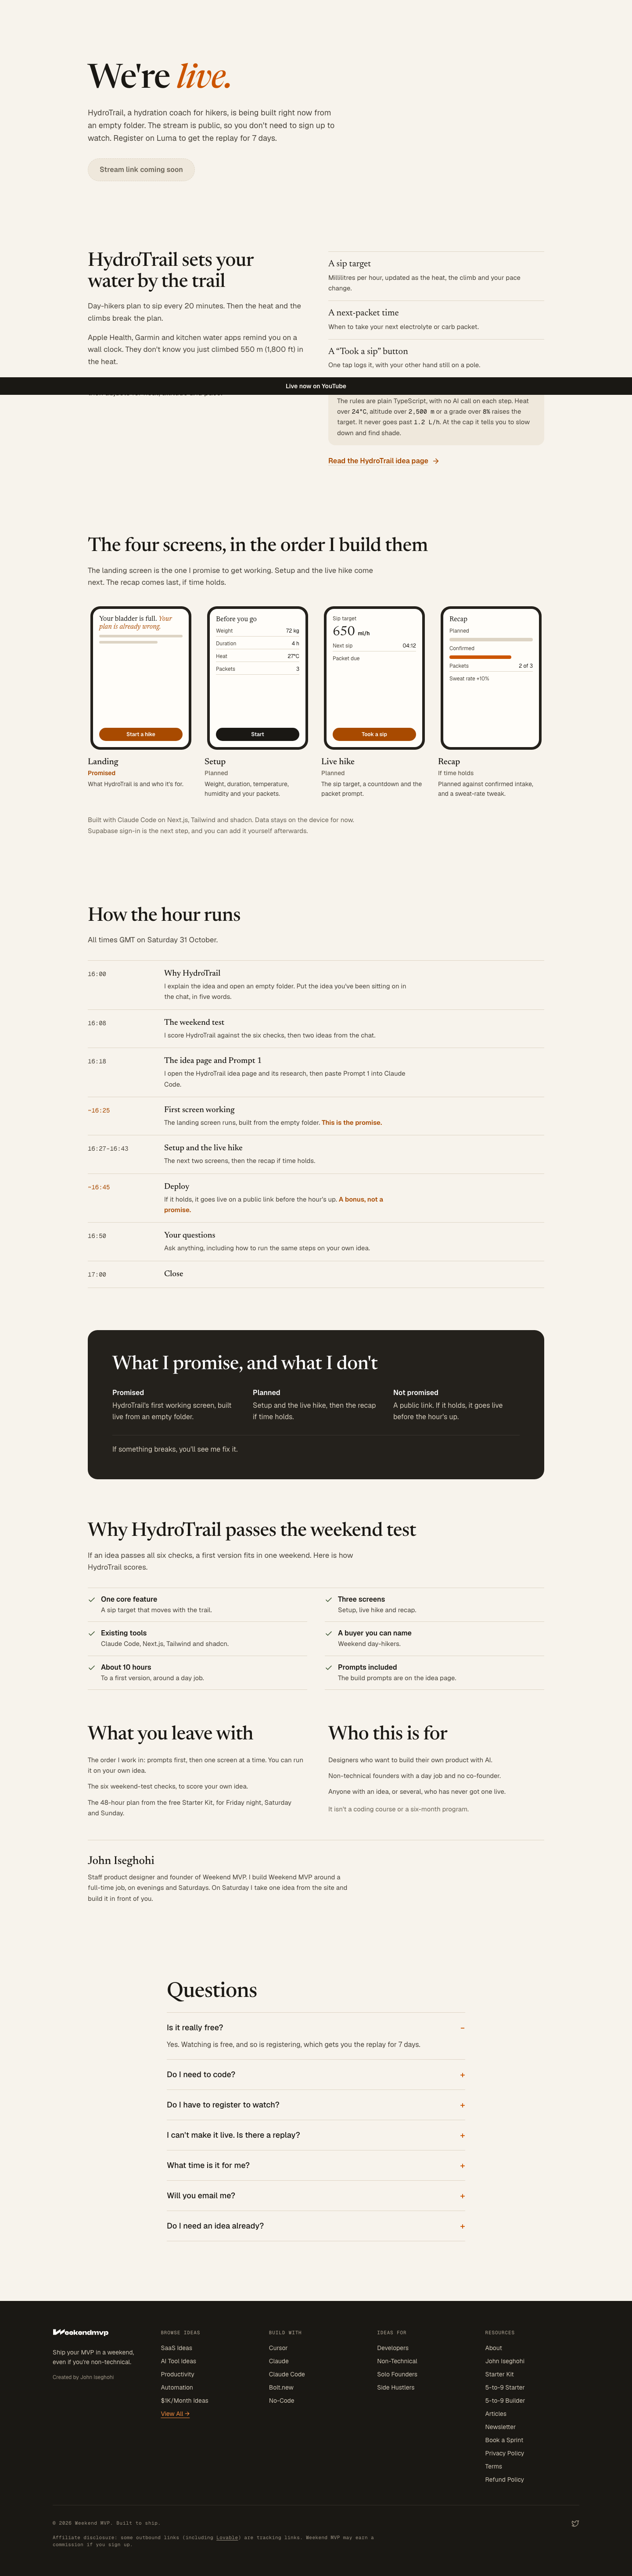 We're live.
HydroTrail, a hydration coach for hikers, is being built right now from
an empty folder. The stream is public, so you don't need to sign up to
watch. Register on Luma to get the replay for 7 days.
Stream link coming soon
HydroTrail sets your
water by the trail
Day-hikers plan to sip every 20 minutes. Then the heat and the
climbs break the plan.
Apple Health, Garmin and kitchen water apps remind you on a
wall clock. They don't know you just climbed 550 m (1,800 ft) in
the heat.
A sip target
Millilitres per hour, updated as the heat, the climb and your pace
change.
A next-packet time
When to take your next electrolyte or carb packet.
A “Took a sip” button
One tap logs it, with your other hand still on a pole.
Live now on YouTube
The rules are plain TypeScript, with no AI call on each step. Heat
over 24°C, altitude over 2,500 m or a grade over 8% raises the
target. It never goes past 1.2 L/h. At the cap it tells you to slow
down and find shade.
Read the HydroTrail idea page →
The four screens, in the order I build them
The landing screen is the one I promise to get working. Setup and the live hike come
next. The recap comes last, if time holds.
Your bladder is full. Your
plan is already wrong.
Start a hike
Before you go
Weight 72 kg
Duration 4 h
Heat 27°C
Packets 3
Start
Sip target
650 ml/h
Next sip 04:12
Packet due
Took a sip
Recap
Planned
Confirmed
Packets 2 of 3
Sweat rate +10%
Landing
Promised
What HydroTrail is and who it's for.
Setup
Planned
Weight, duration, temperature,
humidity and your packets.
Live hike
Planned
The sip target, a countdown and the
packet prompt.
Recap
If time holds
Planned against confirmed intake,
and a sweat-rate tweak.
Built with Claude Code on Next.js, Tailwind and shadcn. Data stays on the device for now.
Supabase sign-in is the next step, and you can add it yourself afterwards.
How the hour runs
All times GMT on Saturday 31 October.
16:00
Why HydroTrail
I explain the idea and open an empty folder. Put the idea you've been sitting on in
the chat, in five words.
16:08
The weekend test
I score HydroTrail against the six checks, then two ideas from the chat.
16:18
The idea page and Prompt 1
I open the HydroTrail idea page and its research, then paste Prompt 1 into Claude
Code.
~16:25
First screen working
The landing screen runs, built from the empty folder. This is the promise.
16:27–16:43
Setup and the live hike
The next two screens, then the recap if time holds.
~16:45
Deploy
If it holds, it goes live on a public link before the hour's up. A bonus, not a
promise.
16:50
Your questions
Ask anything, including how to run the same steps on your own idea.
17:00
Close
What I promise, and what I don't
Promised
HydroTrail's first working screen, built
live from an empty folder.
Planned
Setup and the live hike, then the recap
if time holds.
Not promised
A public link. If it holds, it goes live
before the hour's up.
If something breaks, you'll see me fix it.
Why HydroTrail passes the weekend test
If an idea passes all six checks, a first version fits in one weekend. Here is how
HydroTrail scores.
One core feature
A sip target that moves with the trail.
Three screens
Setup, live hike and recap.
Existing tools
Claude Code, Next.js, Tailwind and shadcn.
A buyer you can name
Weekend day-hikers.
About 10 hours
To a first version, around a day job.
Prompts included
The build prompts are on the idea page.
What you leave with
The order I work in: prompts first, then one screen at a time. You can run
it on your own idea.
The six weekend-test checks, to score your own idea.
The 48-hour plan from the free Starter Kit, for Friday night, Saturday
and Sunday.
Who this is for
Designers who want to build their own product with AI.
Non-technical founders with a day job and no co-founder.
Anyone with an idea, or several, who has never got one live.
It isn't a coding course or a six-month program.
John Iseghohi
Staff product designer and founder of Weekend MVP. I build Weekend MVP around a
full-time job, on evenings and Saturdays. On Saturday I take one idea from the site and
build it in front of you.
Questions
Is it really free? −
Yes. Watching is free, and so is registering, which gets you the replay for 7 days.
Do I need to code? +
Do I have to register to watch? +
I can't make it live. Is there a replay? +
What time is it for me? +
Will you email me? +
Do I need an idea already? +
Weekendmvp
Ship your MVP in a weekend,
even if you're non-technical.
Created by John Iseghohi
BROWSE IDEAS
SaaS Ideas
AI Tool Ideas
Productivity
Automation
$1K/Month Ideas
View All →
BUILD WITH
Cursor
Claude
Claude Code
Bolt.new
No-Code
IDEAS FOR
Developers
Non-Technical
Solo Founders
Side Hustlers
RESOURCES
About
John Iseghohi
Starter Kit
5-to-9 Starter
5-to-9 Builder
Articles
Newsletter
Book a Sprint
Privacy Policy
Terms
Refund Policy
© 2026 Weekend MVP. Built to ship.
Affiliate disclosure: some outbound links (including Lovable) are tracking links. Weekend MVP may earn a
commission if you sign up.